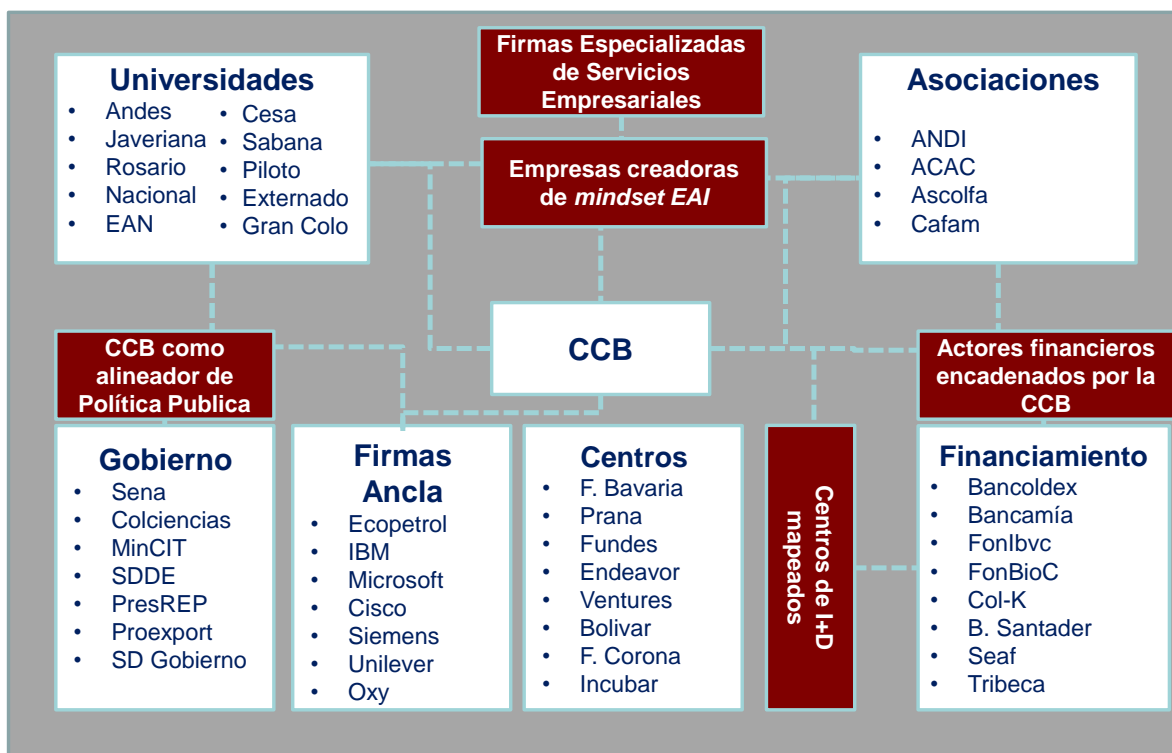 Firmas Especializadas
de Servicios
Empresariales
Universidades
• Andes
• Javeriana
• Rosario
• Nacional
• EAN
• Cesa
• Sabana
• Piloto
• Externado
• Gran Colo
Empresas creadoras
de mindset EAI
Asociaciones
• ANDI
• ACAC
• Ascolfa
• Cafam
CCB como
alineador de
Política Publica
CCB
Actores financieros
encadenados por la
CCB
Gobierno
• Sena
• Colciencias
• MinCIT
• SDDE
• PresREP
• Proexport
• SD Gobierno
Firmas
Ancla
• Ecopetrol
• IBM
• Microsoft
• Cisco
• Siemens
• Unilever
• Oxy
Centros
• F. Bavaria
• Prana
• Fundes
• Endeavor
• Ventures
• Bolivar
• F. Corona
• Incubar
Centros de I+D
mapeados
Financiamiento
• Bancoldex
• Bancamía
• FonIbvc
• FonBioC
• Col-K
• B. Santader
• Seaf
• Tribeca